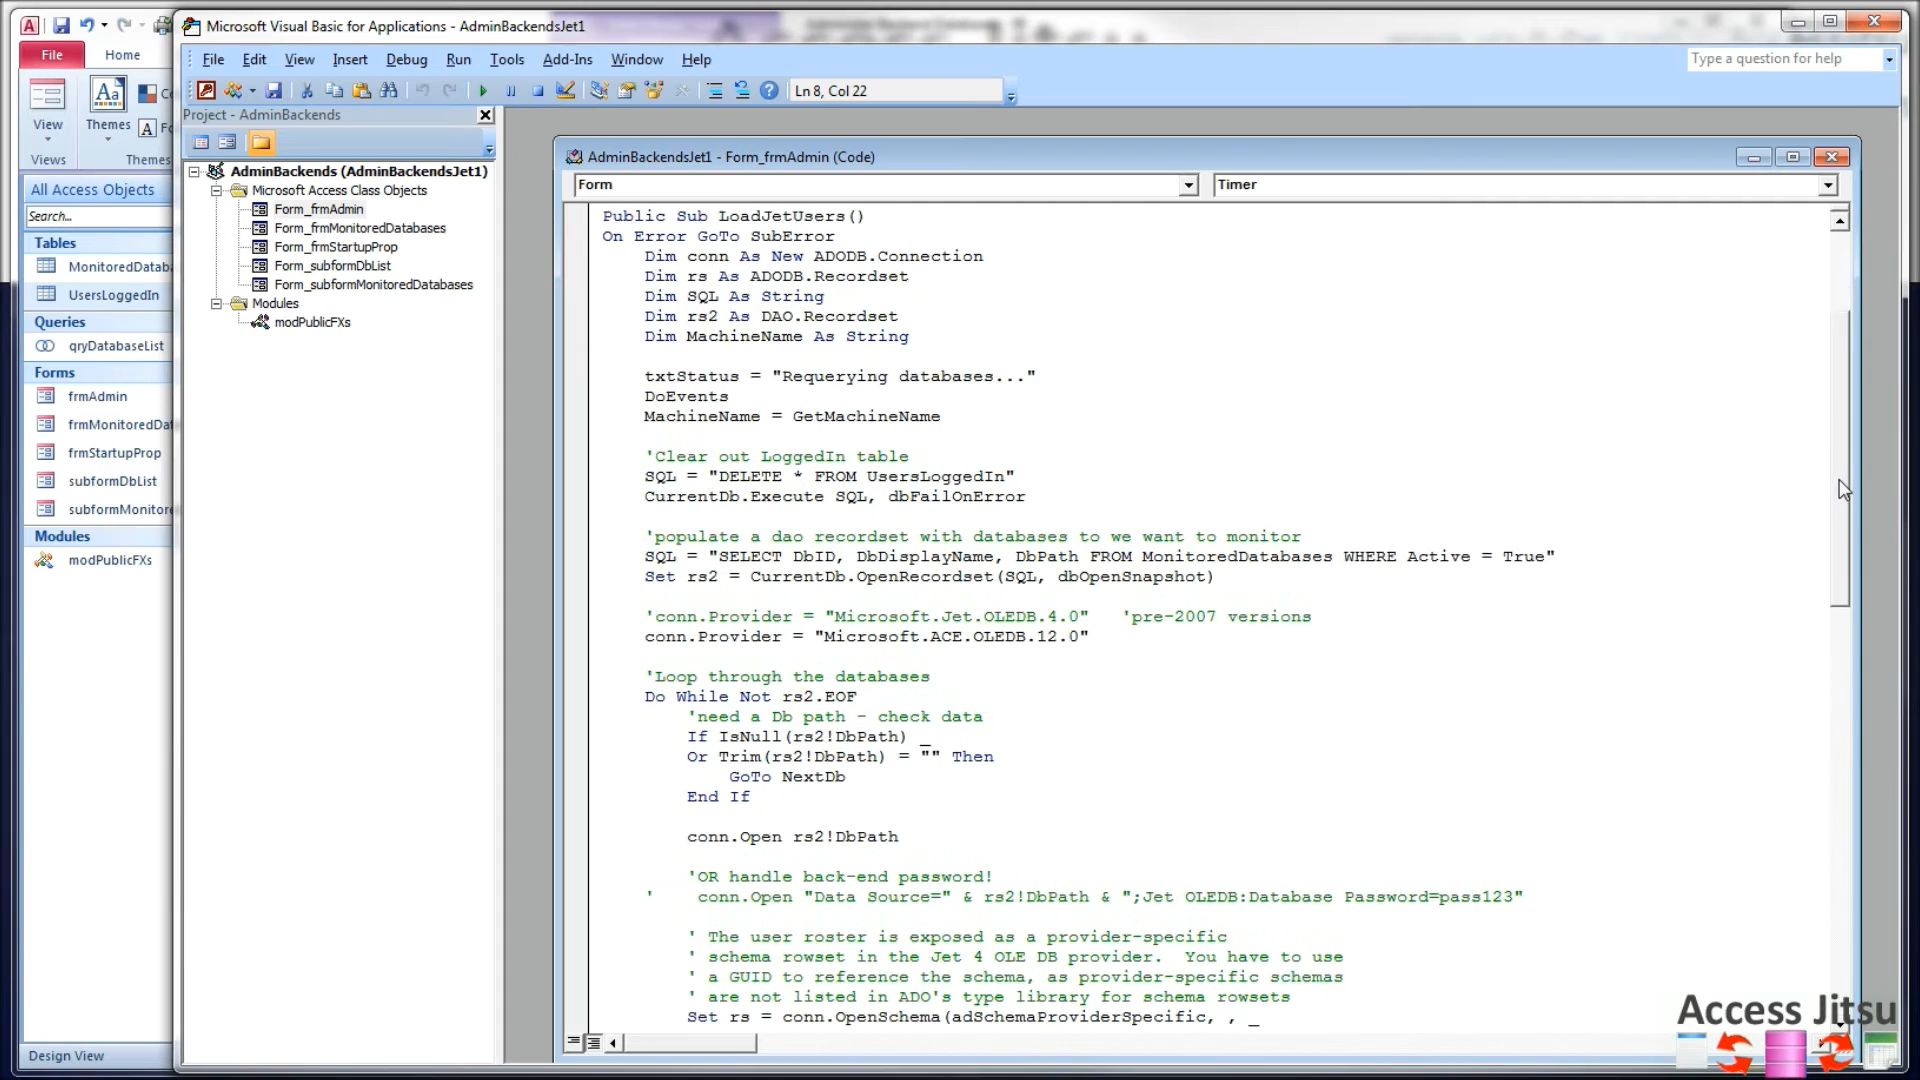 Microsoft Visual Basic for Applications - AdminBackendsJet1
File
Home
View
Themes
Views
Themes
File Edit View Insert Debug Run Tools Add-Ins Window Help
Type a question for help
Ln 8, Col 22
Project - AdminBackends
AdminBackends (AdminBackendsJet1)
Microsoft Access Class Objects
Form_frmAdmin
Form_frmMonitoredDatabases
Form_frmStartupProp
Form_subformDbList
Form_subformMonitoredDatabases
Modules
modPublicFXs
All Access Objects
Search...
Tables
MonitoredDataba
UsersLoggedIn
Queries
qryDatabaseList
Forms
frmAdmin
frmMonitoredDat
frmStartupProp
subformDbList
subformMonitore
Modules
modPublicFXs
Design View
AdminBackendsJet1 - Form_frmAdmin (Code)
Form
Timer
Public Sub LoadJetUsers()
On Error GoTo SubError
Dim conn As New ADODB.Connection
Dim rs As ADODB.Recordset
Dim SQL As String
Dim rs2 As DAO.Recordset
Dim MachineName As String
txtStatus = "Requerying databases..."
DoEvents
MachineName = GetMachineName
'Clear out LoggedIn table
SQL = "DELETE * FROM UsersLoggedIn"
CurrentDb.Execute SQL, dbFailOnError
'populate a dao recordset with databases to we want to monitor
SQL = "SELECT DbID, DbDisplayName, DbPath FROM MonitoredDatabases WHERE Active = True"
Set rs2 = CurrentDb.OpenRecordset(SQL, dbOpenSnapshot)
'conn.Provider = "Microsoft.Jet.OLEDB.4.0"   'pre-2007 versions
conn.Provider = "Microsoft.ACE.OLEDB.12.0"
'Loop through the databases
Do While Not rs2.EOF
'need a Db path - check data
If IsNull(rs2!DbPath) _
Or Trim(rs2!DbPath) = "" Then
GoTo NextDb
End If
conn.Open rs2!DbPath
'OR handle back-end password!
'    conn.Open "Data Source=" & rs2!DbPath & ";Jet OLEDB:Database Password=pass123"
' The user roster is exposed as a provider-specific
' schema rowset in the Jet 4 OLE DB provider.  You have to use
' a GUID to reference the schema, as provider-specific schemas
' are not listed in ADO's type library for schema rowsets
Set rs = conn.OpenSchema(adSchemaProviderSpecific, , _
Access Jitsu